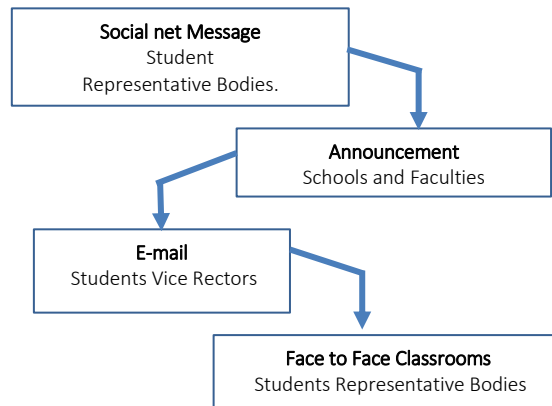 Social net Message
Student
Representative Bodies.
Announcement
Schools and Faculties
E-mail
Students Vice Rectors
Face to Face Classrooms
Students Representative Bodies